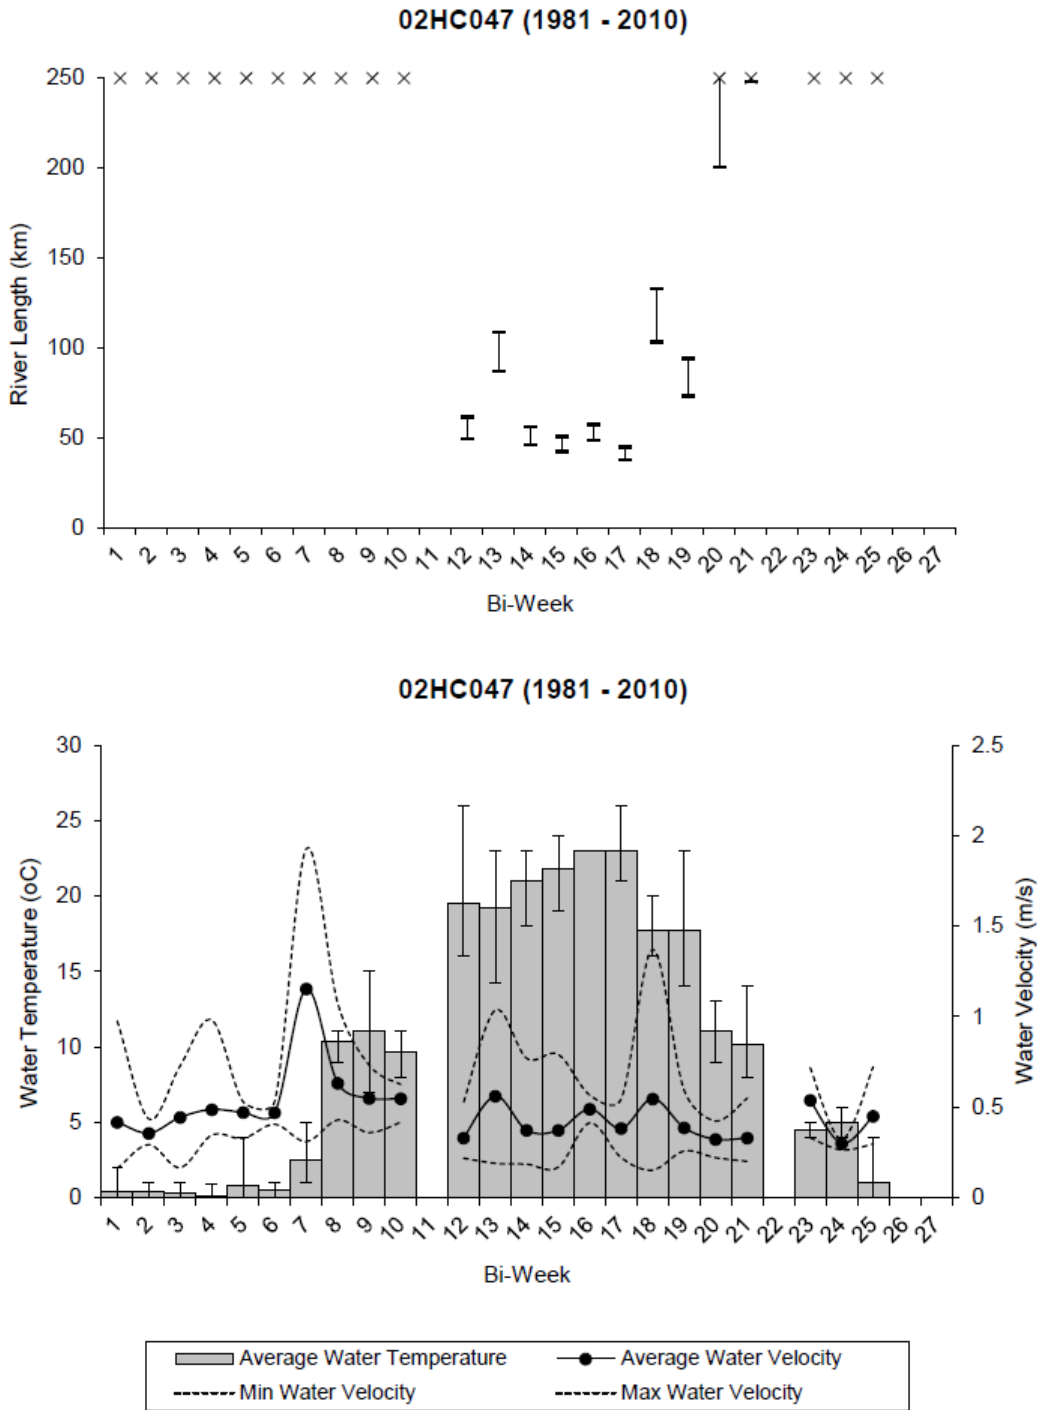 02HC047 (1981 - 2010)
250
200
150
100
50
0
River Length (km)
1 2 3 4 5 6 7 8 9 10 11 12 13 14 15 16 17 18 19 20 21 22 23 24 25 26 27
Bi-Week
02HC047 (1981 - 2010)
30
25
20
15
10
5
0
Water Temperature (oC)
2.5
2
1.5
1
0.5
0
Water Velocity (m/s)
1 2 3 4 5 6 7 8 9 10 11 12 13 14 15 16 17 18 19 20 21 22 23 24 25 26 27
Bi-Week
Average Water Temperature Average Water Velocity
Min Water Velocity Max Water Velocity